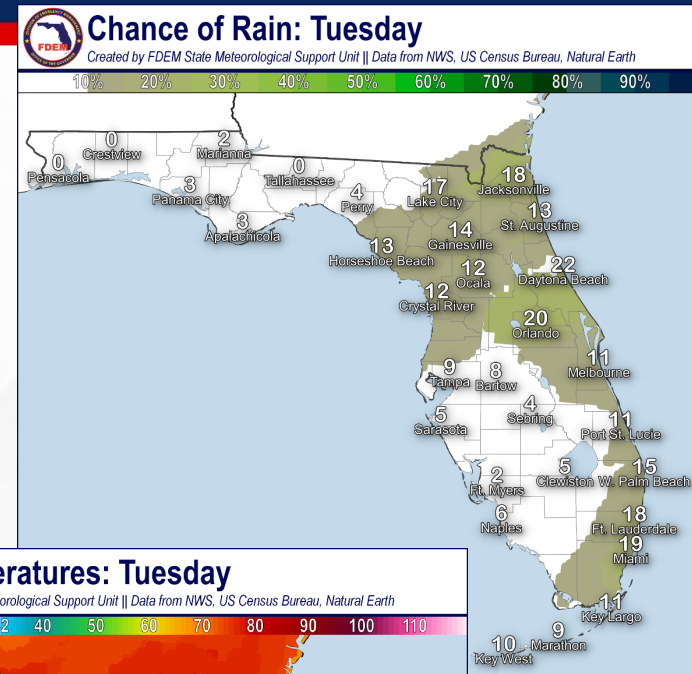 Chance of Rain: Tuesday
FDEM
Created by FDEM State Meteorological Support Unit || Data from NWS, US Census Bureau, Natural Earth
10% 20% 30% 40% 50% 60% 70% 80% 90%
0
Crestview
2
Marianna
0
Pensacola
0
Tallahassee
3
Panama City
4
Perry
17
Lake City
18
Jacksonville
3
Apalachicola
13
St. Augustine
14
Gainesville
13
Horseshoe Beach
12
Ocala
22
Daytona Beach
12
Crystal River
20
Orlando
11
Melbourne
9
Tampa
8
Bartow
4
Sebring
5
Sarasota
11
Port St. Lucie
2
Ft. Myers
5
Clewiston
15
W. Palm Beach
6
Naples
18
Ft. Lauderdale
19
Miami
11
Key Largo
9
Marathon
10
Key West
eratures: Tuesday
orological Support Unit || Data from NWS, US Census Bureau, Natural Earth
2 40 50 60 70 80 90 100 110